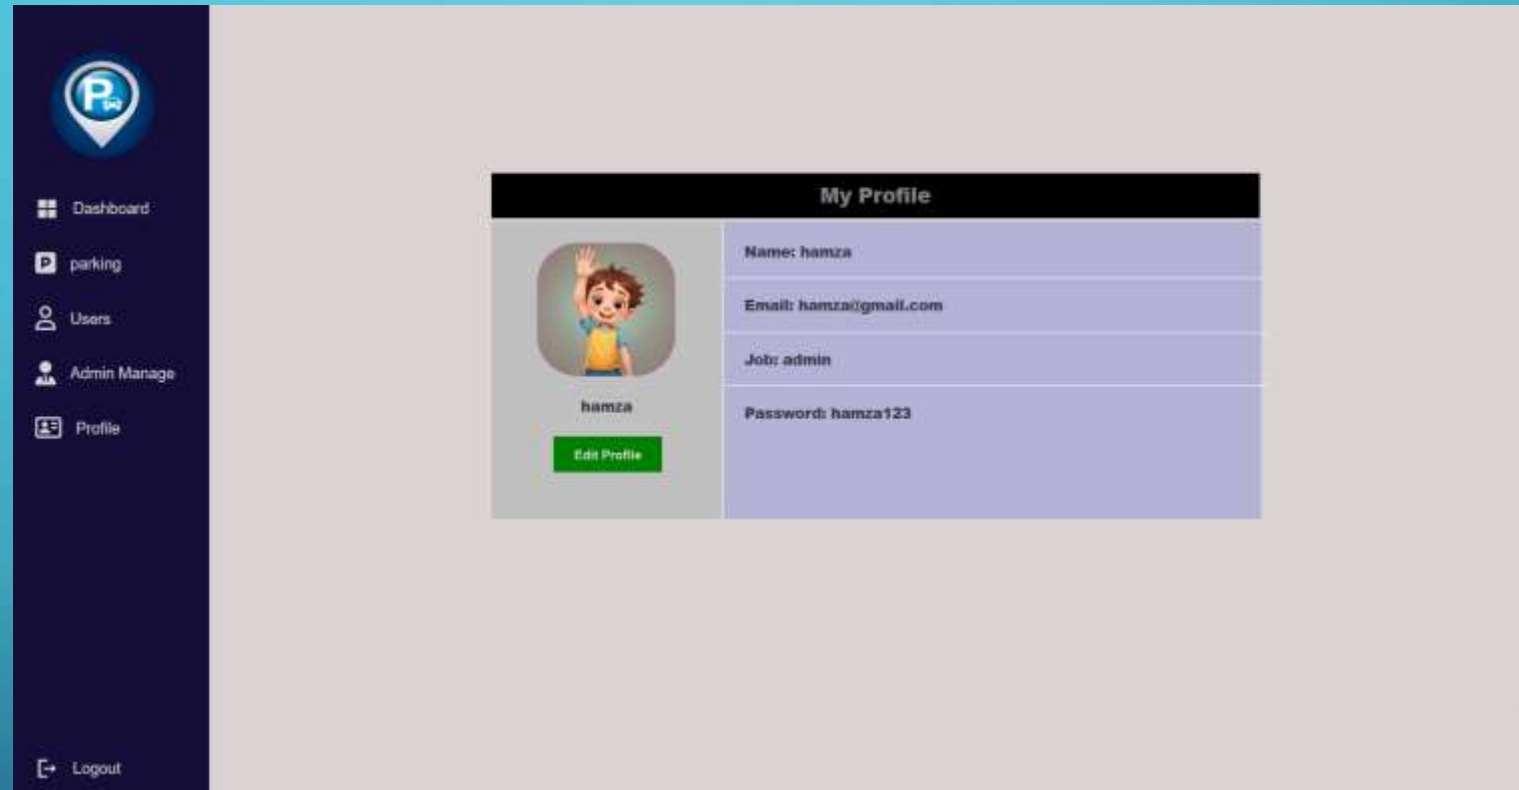 P
Dashboard
parking
Users
Admin Manage
Profile
Logout
My Profile
hamza
Edit Profile
Name: hamza
Email: hamza@gmail.com
Job: admin
Password: hamza123